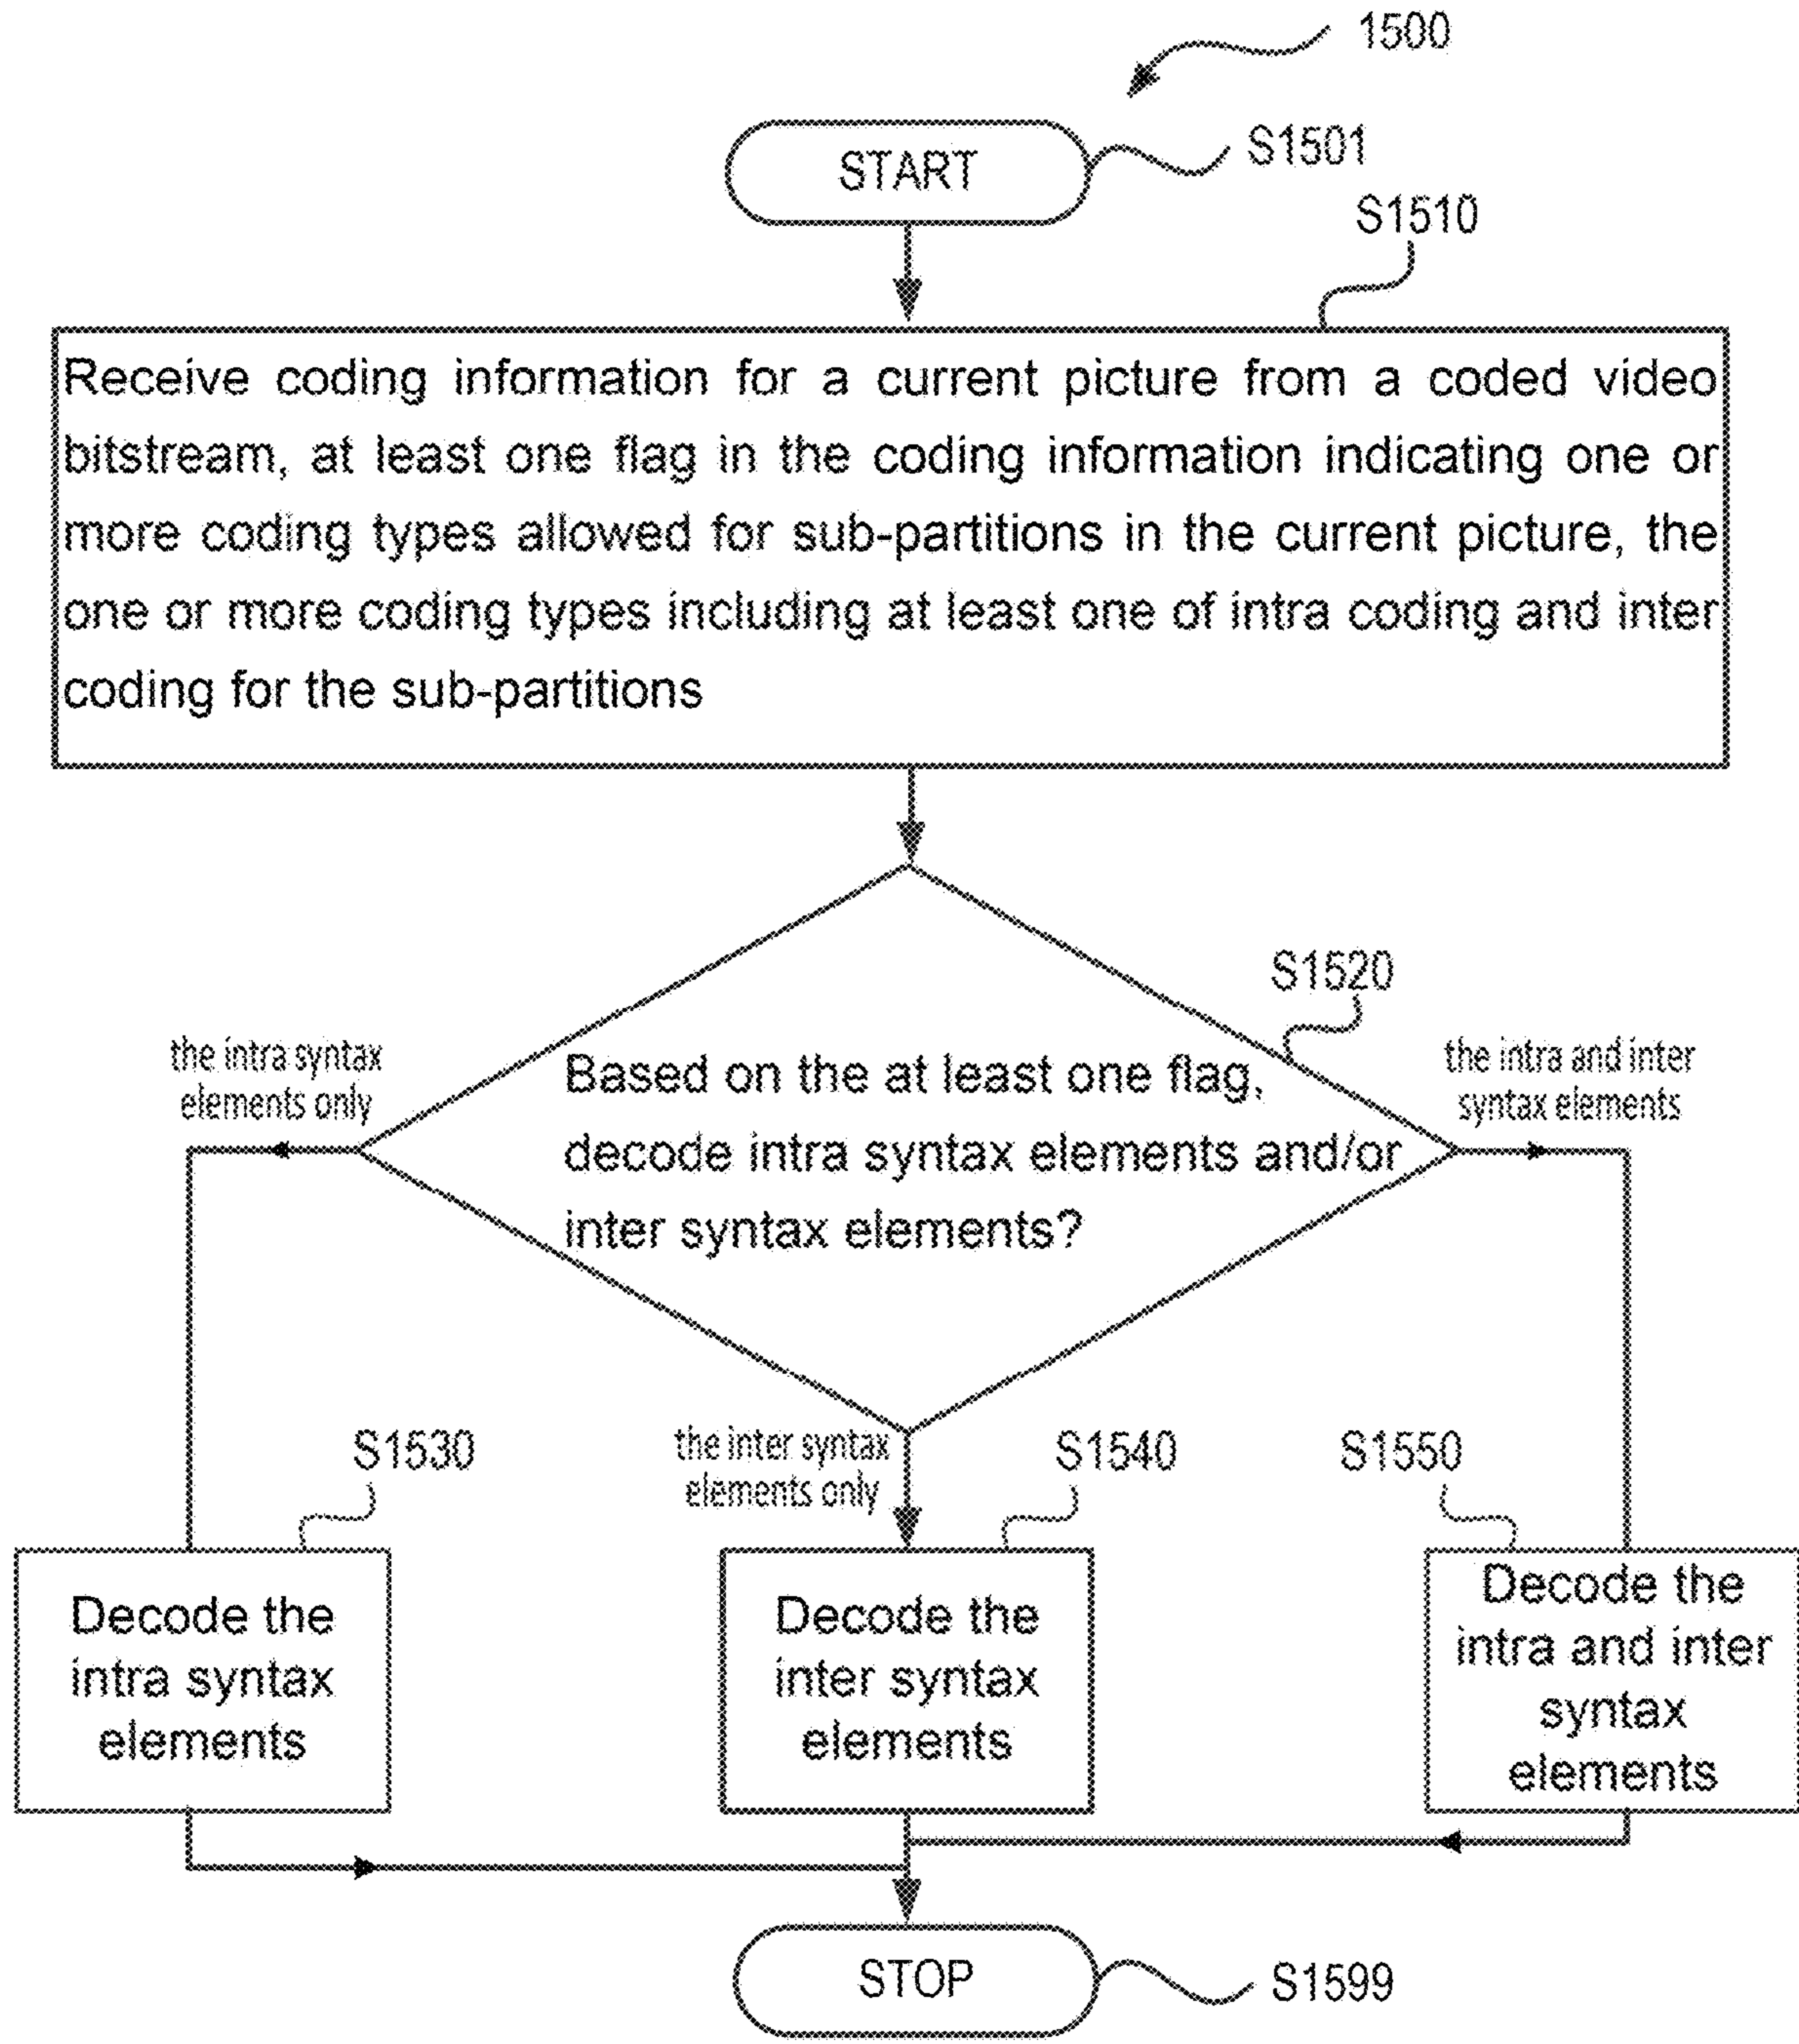 1500
START
S1501
S1510
Receive coding information for a current picture from a coded video
bitstream, at least one flag in the coding information indicating one or
more coding types allowed for sub-partitions in the current picture, the
one or more coding types including at least one of intra coding and inter
coding for the sub-partitions
S1520
the intra syntax
elements only
Based on the at least one flag,
decode intra syntax elements and/or
inter syntax elements?
the intra and inter
syntax elements
S1530
the inter syntax
elements only
S1540
S1550
Decode the
intra syntax
elements
Decode the
inter syntax
elements
Decode the
intra and inter
syntax
elements
STOP
S1599